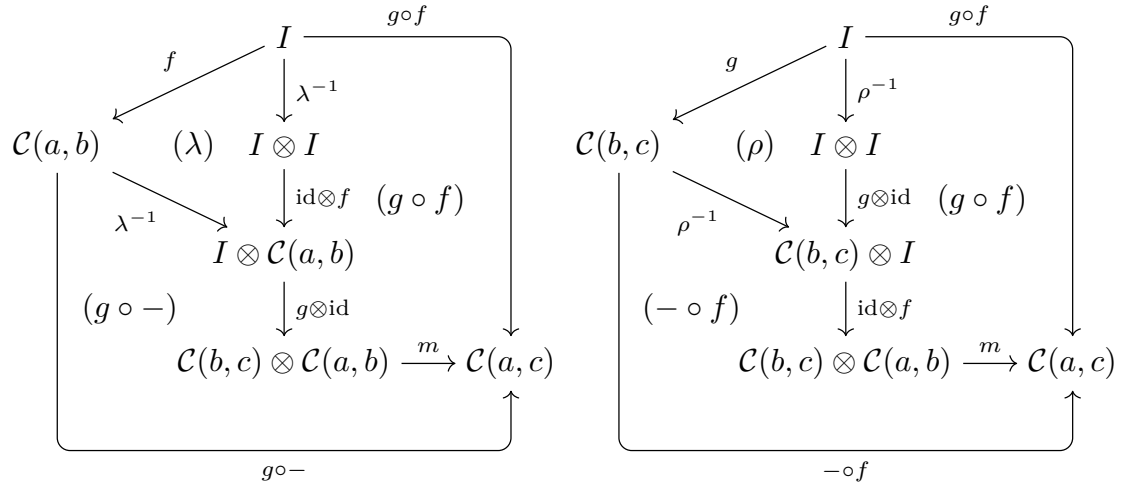 g∘f
I
f
λ⁻¹
𝒞(a, b)
(λ)
I ⊗ I
id⊗f
(g ∘ f)
λ⁻¹
I ⊗ 𝒞(a, b)
(g ∘ −)
g⊗id
𝒞(b, c) ⊗ 𝒞(a, b)
m
𝒞(a, c)
g∘−
g∘f
I
g
ρ⁻¹
𝒞(b, c)
(ρ)
I ⊗ I
g⊗id
(g ∘ f)
ρ⁻¹
𝒞(b, c) ⊗ I
(− ∘ f)
id⊗f
𝒞(b, c) ⊗ 𝒞(a, b)
m
𝒞(a, c)
−∘f